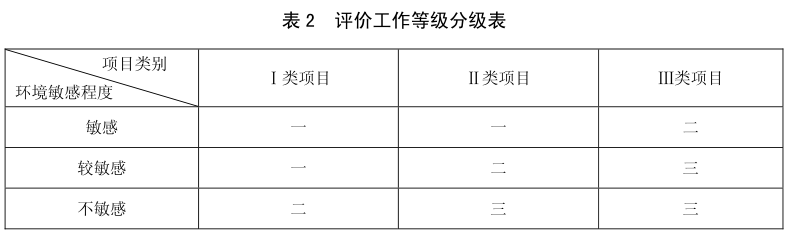 表 2 评价工作等级分级表
项目类别
环境敏感程度
Ⅰ类项目 Ⅱ类项目 Ⅲ类项目
敏感 一 一 二
较敏感 一 二 三
不敏感 二 三 三